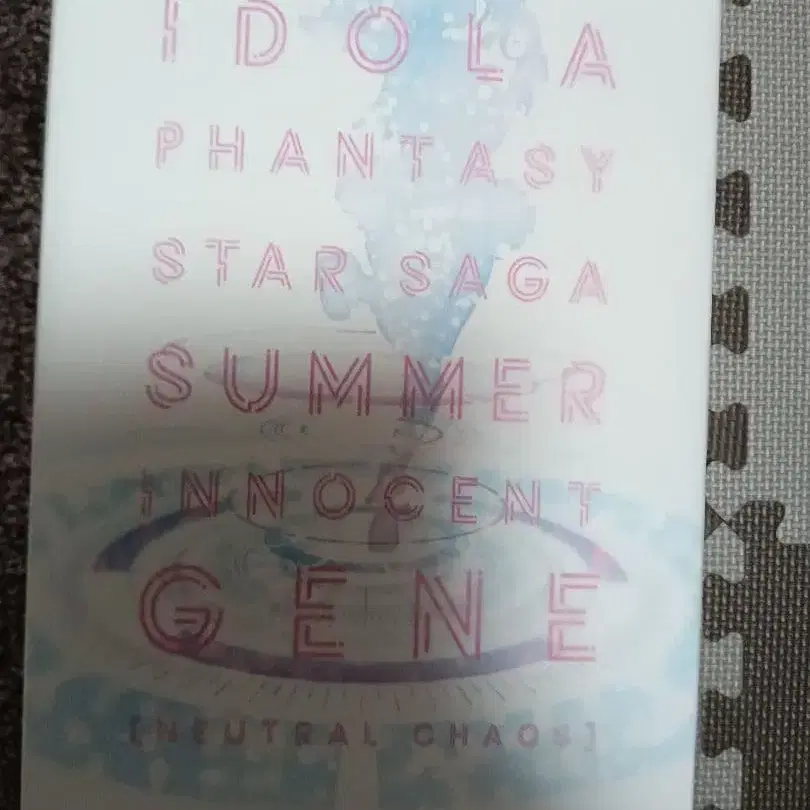 IDOLA
PHANTASY
STAR SAGA
SUMMER
INNOCENT
GENE
[NEUTRAL CHAOS]